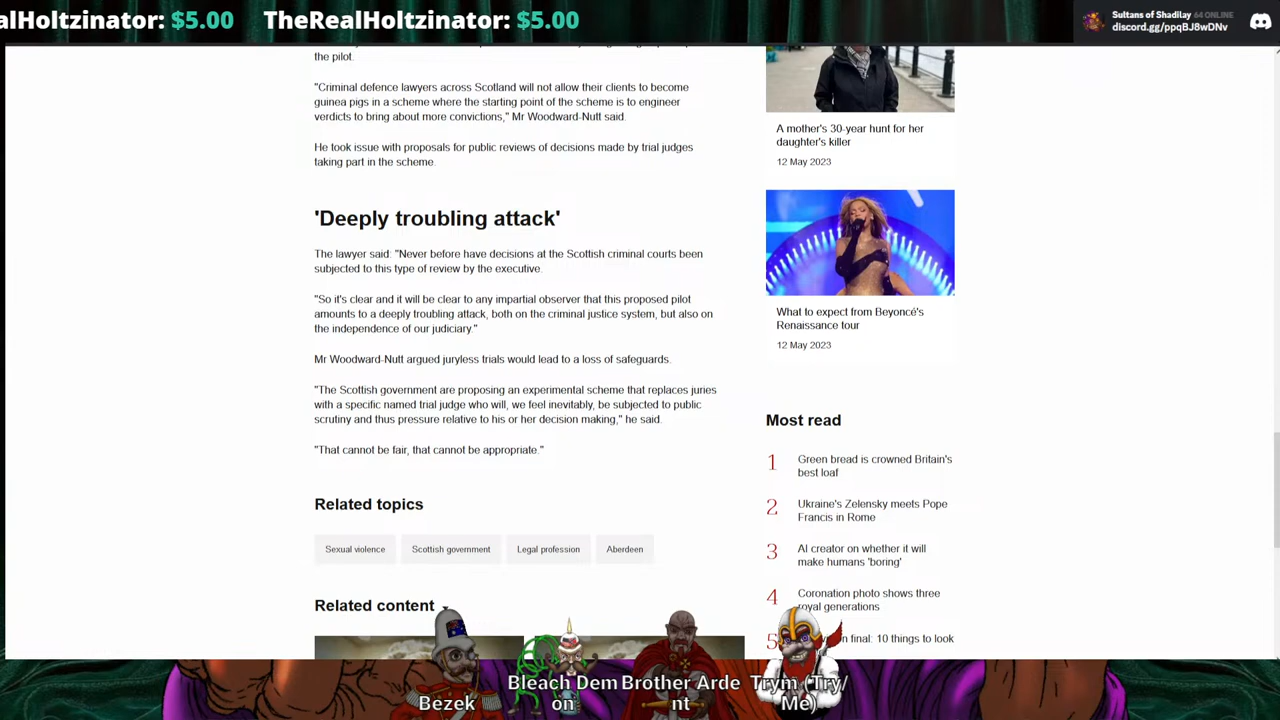 alHoltzinator: $5.00 TheRealHoltzinator: $5.00
Sultans of Shadilay 64 ONLINE
discord.gg/ppqBJ8wDNv
the pilot.
"Criminal defence lawyers across Scotland will not allow their clients to become
guinea pigs in a scheme where the starting point of the scheme is to engineer
verdicts to bring about more convictions," Mr Woodward-Nutt said.
He took issue with proposals for public reviews of decisions made by trial judges
taking part in the scheme.
'Deeply troubling attack'
The lawyer said: "Never before have decisions at the Scottish criminal courts been
subjected to this type of review by the executive.
"So it's clear and it will be clear to any impartial observer that this proposed pilot
amounts to a deeply troubling attack, both on the criminal justice system, but also on
the independence of our judiciary."
Mr Woodward-Nutt argued juryless trials would lead to a loss of safeguards.
"The Scottish government are proposing an experimental scheme that replaces juries
with a specific named trial judge who will, we feel inevitably, be subjected to public
scrutiny and thus pressure relative to his or her decision making," he said.
"That cannot be fair, that cannot be appropriate."
Related topics
Sexual violence
Scottish government
Legal profession
Aberdeen
Related content
A mother's 30-year hunt for her
daughter's killer
12 May 2023
What to expect from Beyoncé's
Renaissance tour
12 May 2023
Most read
1 Green bread is crowned Britain's
best loaf
2 Ukraine's Zelensky meets Pope
Francis in Rome
3 AI creator on whether it will
make humans 'boring'
4 Coronation photo shows three
royal generations
5 final: 10 things to look
Bezek
Bleach Dem
on
Brother Arde
nt
Trym (Try/
Me)